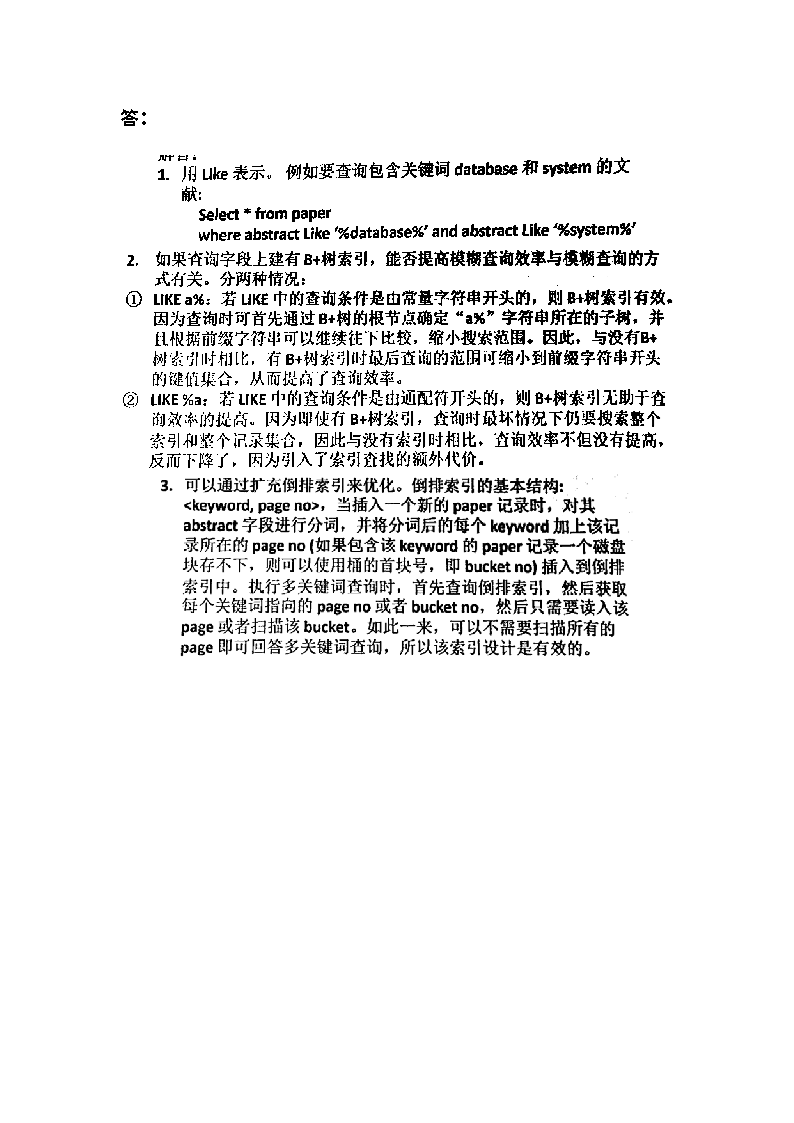 答：
解答：
1. 用 Like 表示。 例如要查询包含关键词 database 和 system 的文
献:
Select * from paper
where abstract Like '%database%' and abstract Like '%system%'
2. 如果查询字段上建有 B+树索引，能否提高模糊查询效率与模糊查询的方
式有关。分两种情况：
① LIKE a%：若 LIKE 中的查询条件是由常量字符串开头的，则 B+树索引有效。
因为查询时可首先通过 B+树的根节点确定“a%”字符串所在的子树，并
且根据前缀字符串可以继续往下比较，缩小搜索范围。因此，与没有B+
树索引时相比，有 B+树索引时最后查询的范围可缩小到前缀字符串开头
的键值集合，从而提高了查询效率。
② LIKE %a：若 LIKE 中的查询条件是由通配符开头的，则 B+树索引无助于查
询效率的提高。因为即使有 B+树索引，查询时最坏情况下仍要搜索整个
索引和整个记录集合，因此与没有索引时相比，查询效率不但没有提高，
反而下降了，因为引入了索引查找的额外代价。
3. 可以通过扩充倒排索引来优化。倒排索引的基本结构:
<keyword, page no>，当插入一个新的 paper 记录时，对其
abstract 字段进行分词，并将分词后的每个 keyword 加上该记
录所在的 page no (如果包含该 keyword 的 paper 记录一个磁盘
块存不下，则可以使用桶的首块号，即 bucket no) 插入到倒排
索引中。执行多关键词查询时，首先查询倒排索引，然后获取
每个关键词指向的 page no 或者 bucket no，然后只需要读入该
page 或者扫描该 bucket。如此一来，可以不需要扫描所有的
page 即可回答多关键词查询，所以该索引设计是有效的。